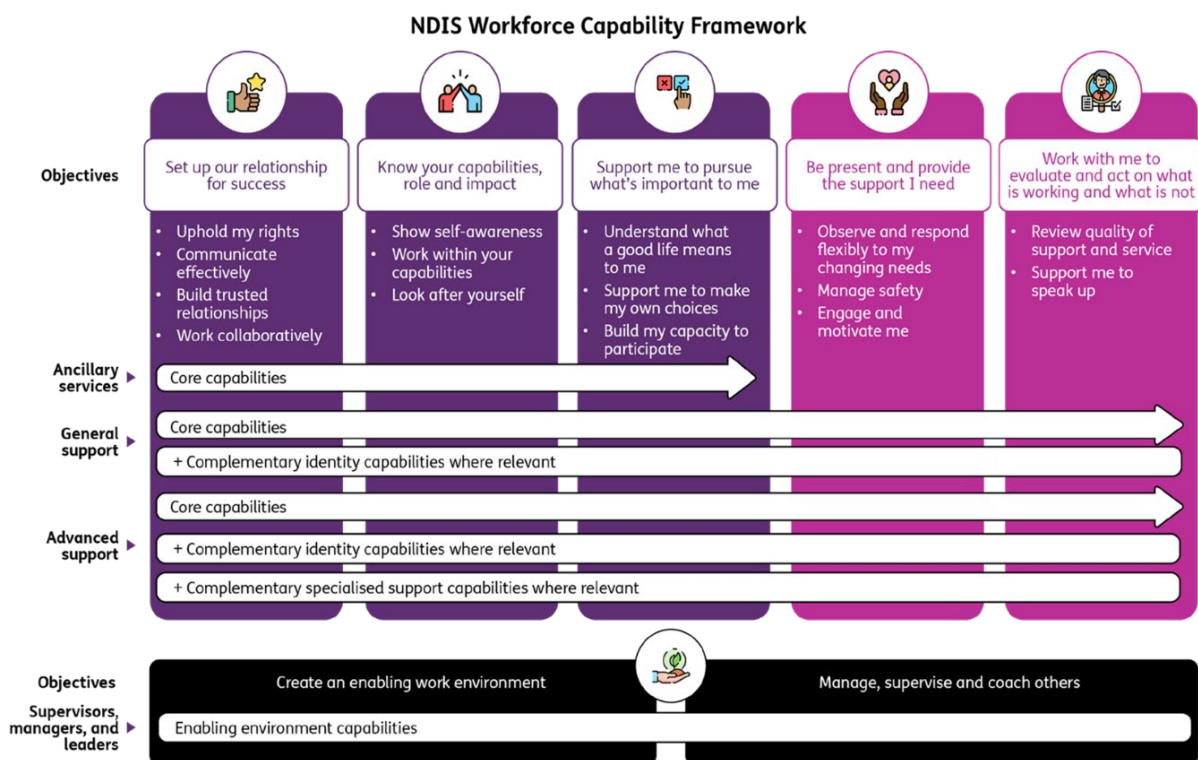 NDIS Workforce Capability Framework
Objectives
Set up our relationship
for success
Know your capabilities,
role and impact
Support me to pursue
what's important to me
Be present and provide
the support I need
Work with me to
evaluate and act on what
is working and what is not
• Uphold my rights
• Communicate
effectively
• Build trusted
relationships
• Work collaboratively
• Show self-awareness
• Work within your
capabilities
• Look after yourself
• Understand what
a good life means
to me
• Support me to make
my own choices
• Build my capacity to
participate
• Observe and respond
flexibly to my
changing needs
• Manage safety
• Engage and
motivate me
• Review quality of
support and service
• Support me to
speak up
Ancillary
services
Core capabilities
General
support
Core capabilities
+ Complementary identity capabilities where relevant
Advanced
support
Core capabilities
+ Complementary identity capabilities where relevant
+ Complementary specialised support capabilities where relevant
Objectives
Create an enabling work environment
Manage, supervise and coach others
Supervisors,
managers, and
leaders
Enabling environment capabilities